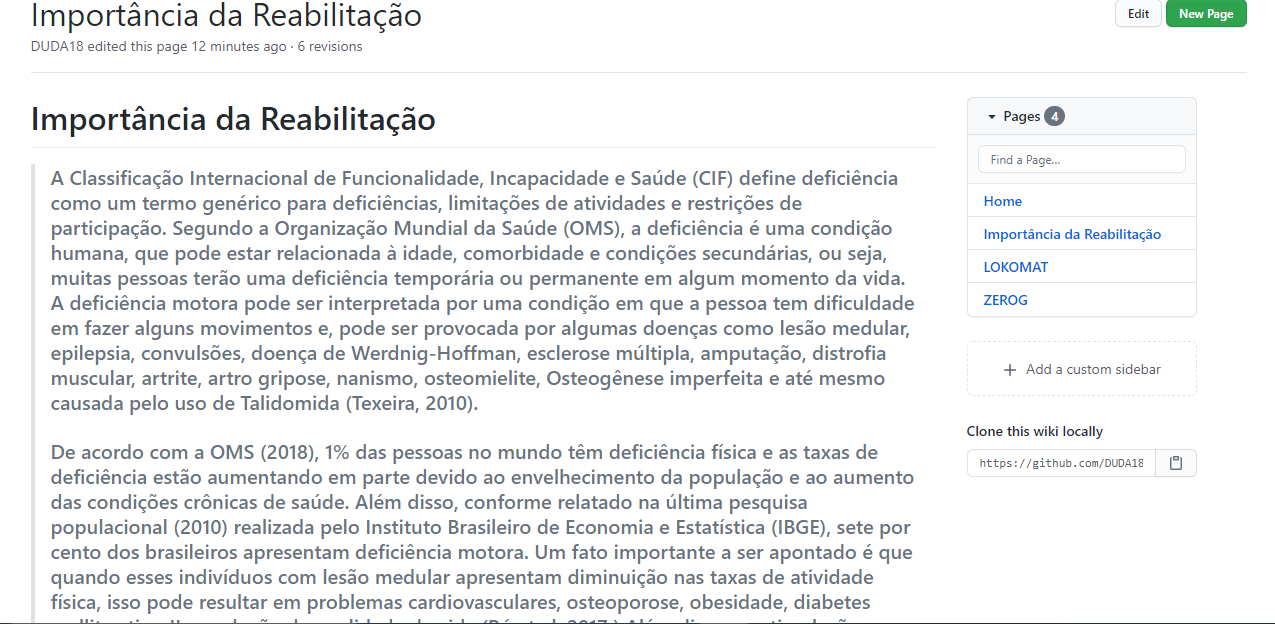 Importância da Reabilitação
Edit
New Page
DUDA18 edited this page 12 minutes ago · 6 revisions
Importância da Reabilitação
A Classificação Internacional de Funcionalidade, Incapacidade e Saúde (CIF) define deficiência
como um termo genérico para deficiências, limitações de atividades e restrições de
participação. Segundo a Organização Mundial da Saúde (OMS), a deficiência é uma condição
humana, que pode estar relacionada à idade, comorbidade e condições secundárias, ou seja,
muitas pessoas terão uma deficiência temporária ou permanente em algum momento da vida.
A deficiência motora pode ser interpretada por uma condição em que a pessoa tem dificuldade
em fazer alguns movimentos e, pode ser provocada por algumas doenças como lesão medular,
epilepsia, convulsões, doença de Werdnig-Hoffman, esclerose múltipla, amputação, distrofia
muscular, artrite, artro gripose, nanismo, osteomielite, Osteogênese imperfeita e até mesmo
causada pelo uso de Talidomida (Texeira, 2010).
De acordo com a OMS (2018), 1% das pessoas no mundo têm deficiência física e as taxas de
deficiência estão aumentando em parte devido ao envelhecimento da população e ao aumento
das condições crônicas de saúde. Além disso, conforme relatado na última pesquisa
populacional (2010) realizada pelo Instituto Brasileiro de Economia e Estatística (IBGE), sete por
cento dos brasileiros apresentam deficiência motora. Um fato importante a ser apontado é que
quando esses indivíduos com lesão medular apresentam diminuição nas taxas de atividade
física, isso pode resultar em problemas cardiovasculares, osteoporose, obesidade, diabetes
Pages 4
Find a Page...
Home
Importância da Reabilitação
LOKOMAT
ZEROG
+ Add a custom sidebar
Clone this wiki locally
https://github.com/DUDA18